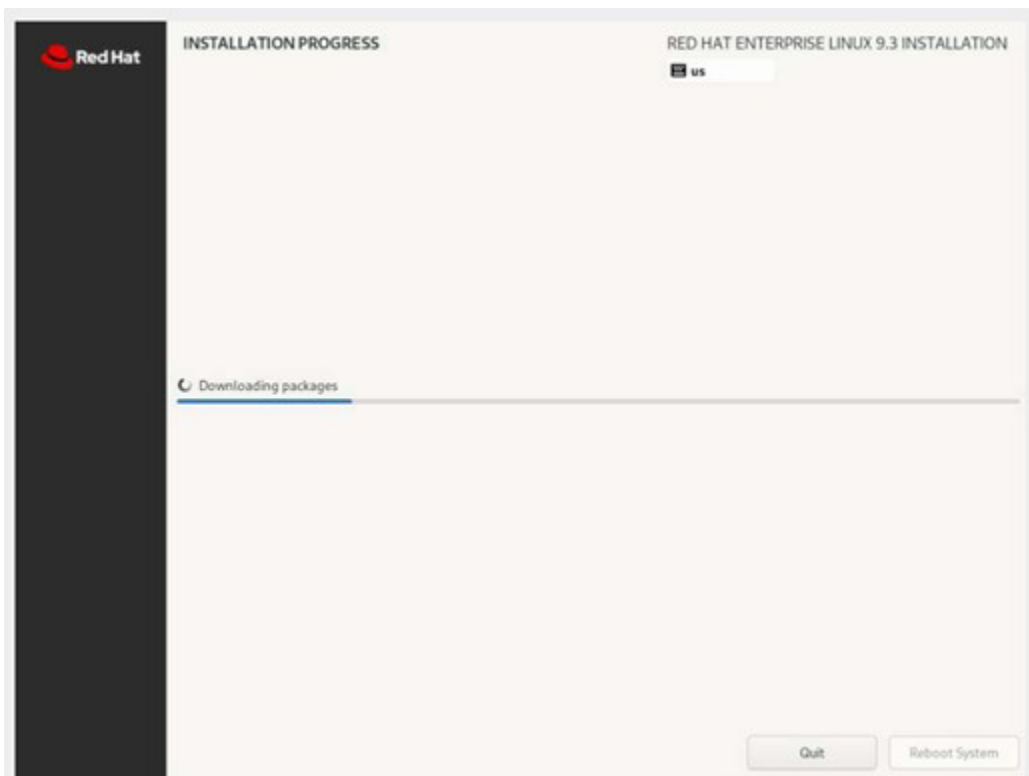 Red Hat
INSTALLATION PROGRESS
RED HAT ENTERPRISE LINUX 9.3 INSTALLATION
us
Downloading packages
Quit
Reboot System